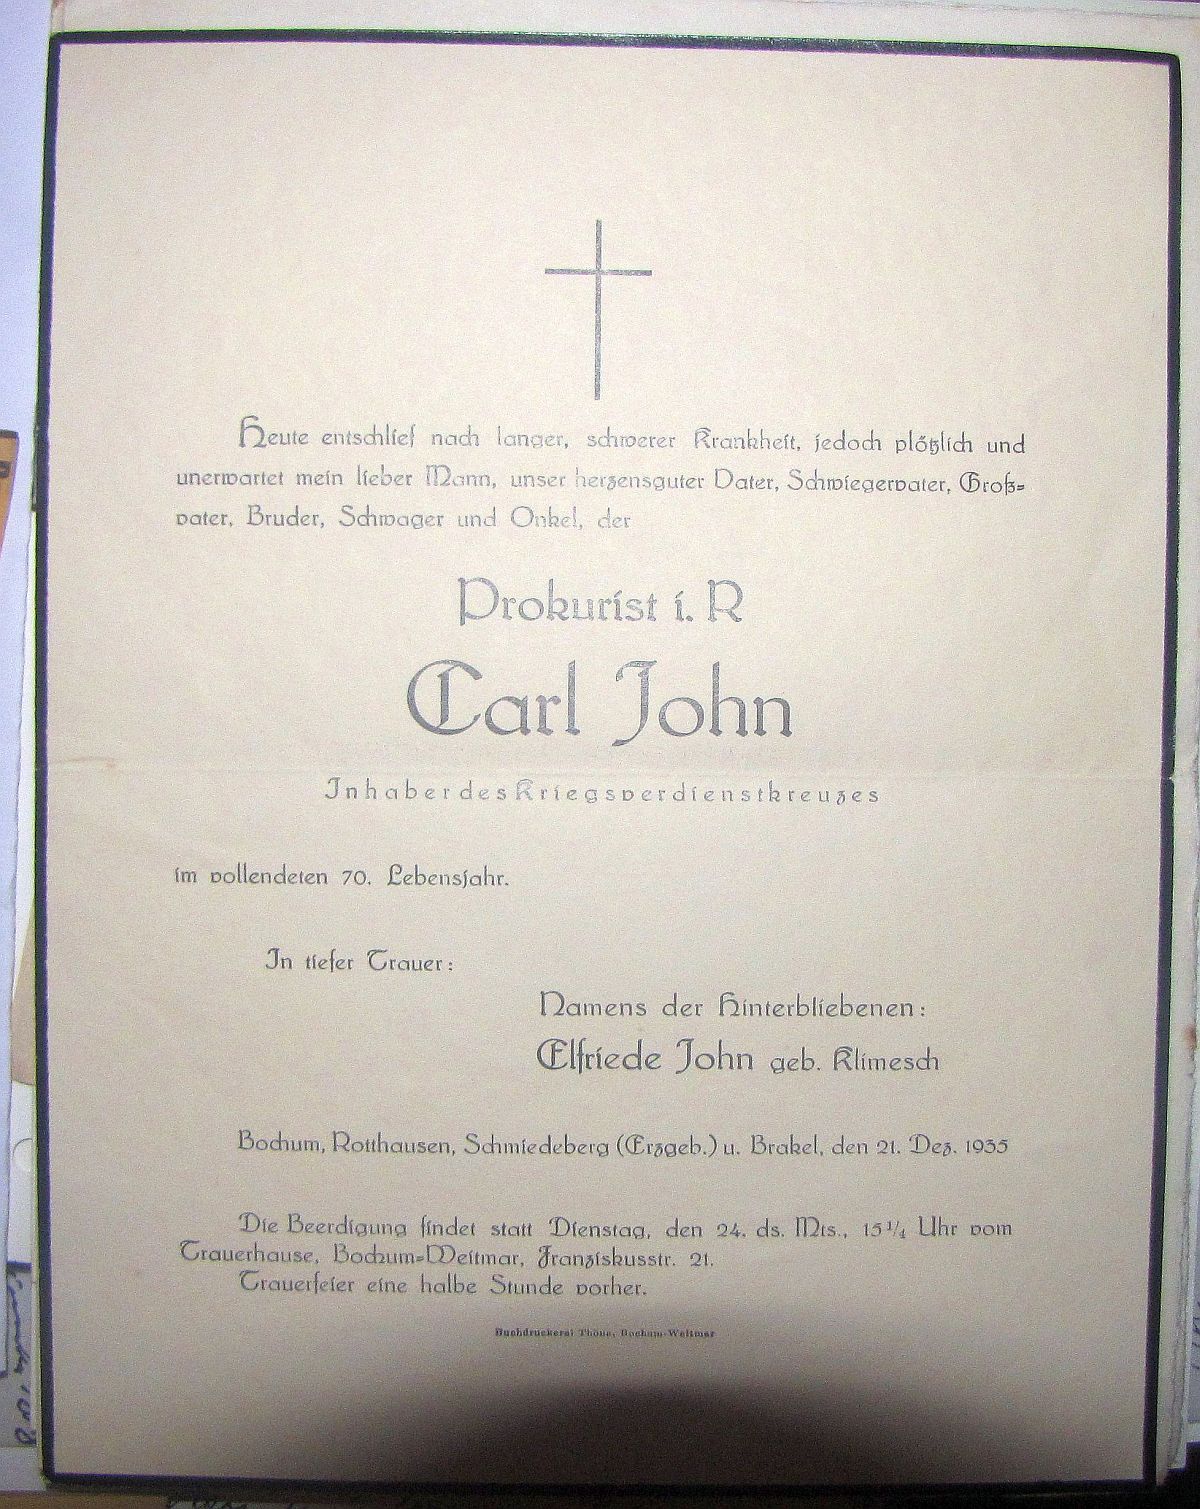 Heute entschlief nach langer, schwerer Krankheit, jedoch plötzlich und
unerwartet mein lieber Mann, unser herzensguter Vater, Schwiegervater, Groß=
vater, Bruder, Schwager und Onkel, der
Prokurist i. R
Carl John
Inhaber des Kriegsverdienstkreuzes
im vollendeten 70. Lebensjahr.
In tiefer Trauer:
Namens der Hinterbliebenen:
Elfriede John geb. Klimesch
Bochum, Rotthausen, Schmiedeberg (Erzgeb.) u. Brakel, den 21. Dez. 1935
Die Beerdigung findet statt Dienstag, den 24. ds. Mts., 15 1/4 Uhr vom
Trauerhause, Bochum=Weitmar, Franziskusstr. 21.
Trauerfeier eine halbe Stunde vorher.
Buchdruckerei Thöne, Bochum-Weitmar